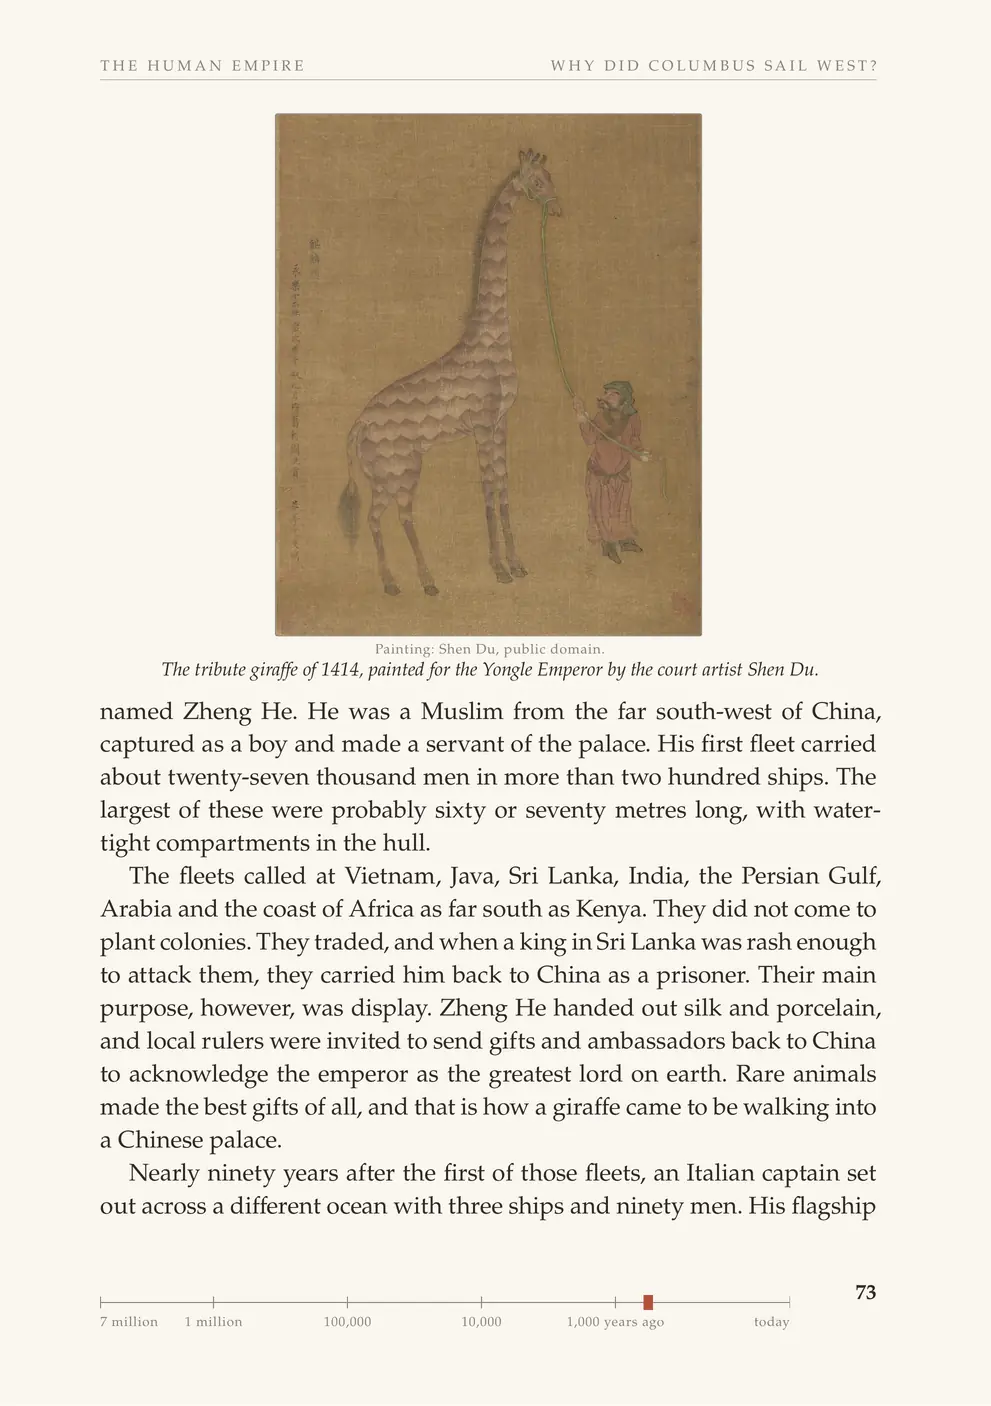 THE HUMAN EMPIRE
WHY DID COLUMBUS SAIL WEST?
Painting: Shen Du, public domain.
The tribute giraffe of 1414, painted for the Yongle Emperor by the court artist Shen Du.
named Zheng He. He was a Muslim from the far south-west of China,
captured as a boy and made a servant of the palace. His first fleet carried
about twenty-seven thousand men in more than two hundred ships. The
largest of these were probably sixty or seventy metres long, with water-
tight compartments in the hull.
The fleets called at Vietnam, Java, Sri Lanka, India, the Persian Gulf,
Arabia and the coast of Africa as far south as Kenya. They did not come to
plant colonies. They traded, and when a king in Sri Lanka was rash enough
to attack them, they carried him back to China as a prisoner. Their main
purpose, however, was display. Zheng He handed out silk and porcelain,
and local rulers were invited to send gifts and ambassadors back to China
to acknowledge the emperor as the greatest lord on earth. Rare animals
made the best gifts of all, and that is how a giraffe came to be walking into
a Chinese palace.
Nearly ninety years after the first of those fleets, an Italian captain set
out across a different ocean with three ships and ninety men. His flagship
73
7 million 1 million 100,000 10,000 1,000 years ago today